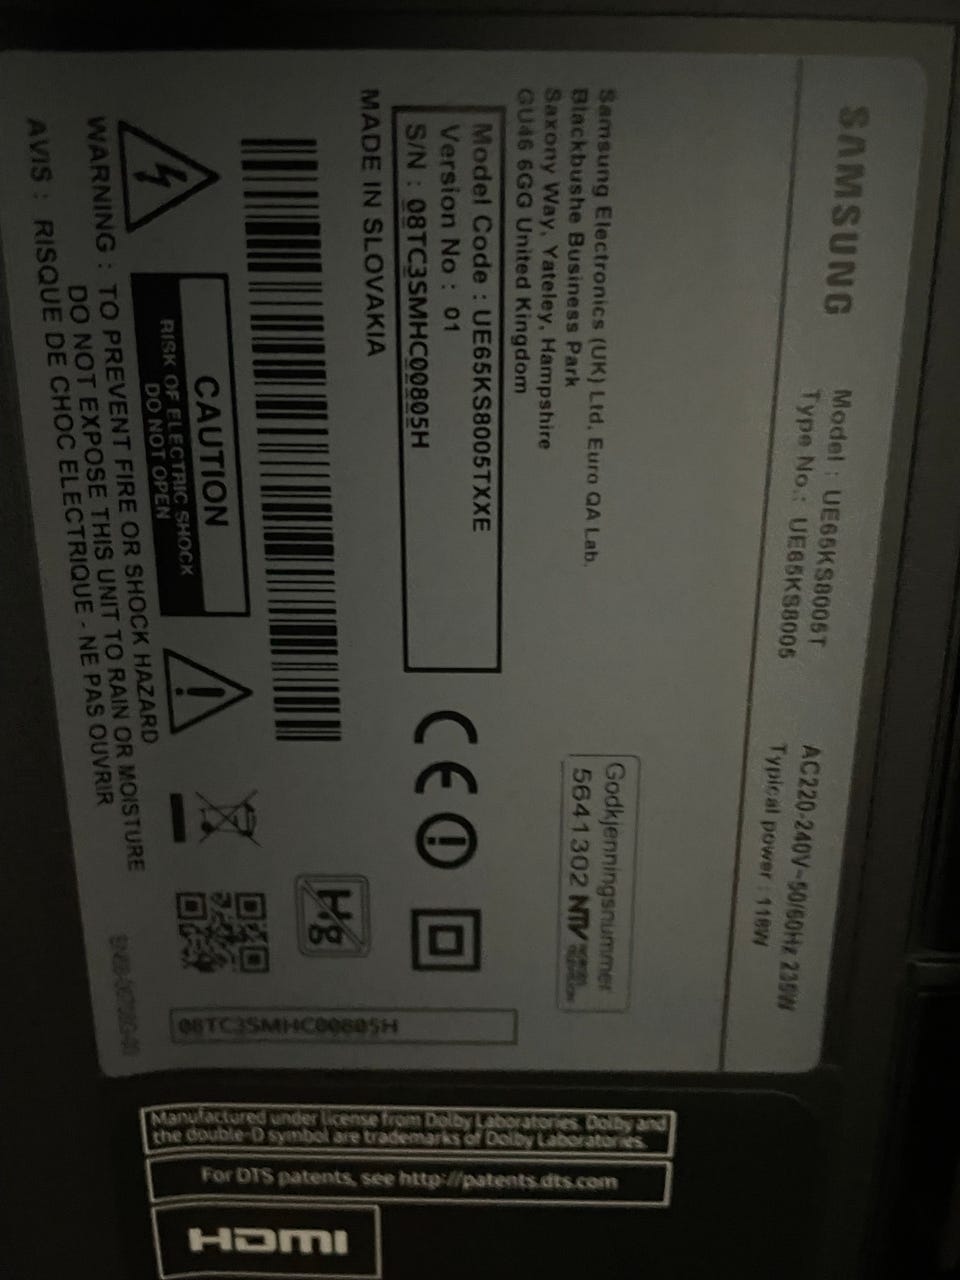 SAMSUNG
Model : UE65KS8005T
Type No.: UE65KS8005
AC220-240V~50/60Hz 235W
Typical power : 118W
Samsung Electronics (UK) Ltd. Euro QA Lab.
Blackbushe Business Park
Saxony Way, Yateley, Hampshire
GU46 6GG United Kingdom
Godkjenningsnummer
5641302 NTV
Model Code : UE65KS8005TXXE
Version No : 01
S/N : 08TC3SMHC00805H
MADE IN SLOVAKIA
CE
Hg
CAUTION
RISK OF ELECTRIC SHOCK
DO NOT OPEN
WARNING : TO PREVENT FIRE OR SHOCK HAZARD
DO NOT EXPOSE THIS UNIT TO RAIN OR MOISTURE
AVIS : RISQUE DE CHOC ELECTRIQUE - NE PAS OUVRIR
08TC3SMHC00805H
Manufactured under license from Dolby Laboratories. Dolby and
the double-D symbol are trademarks of Dolby Laboratories.
For DTS patents, see http://patents.dts.com
HDMI